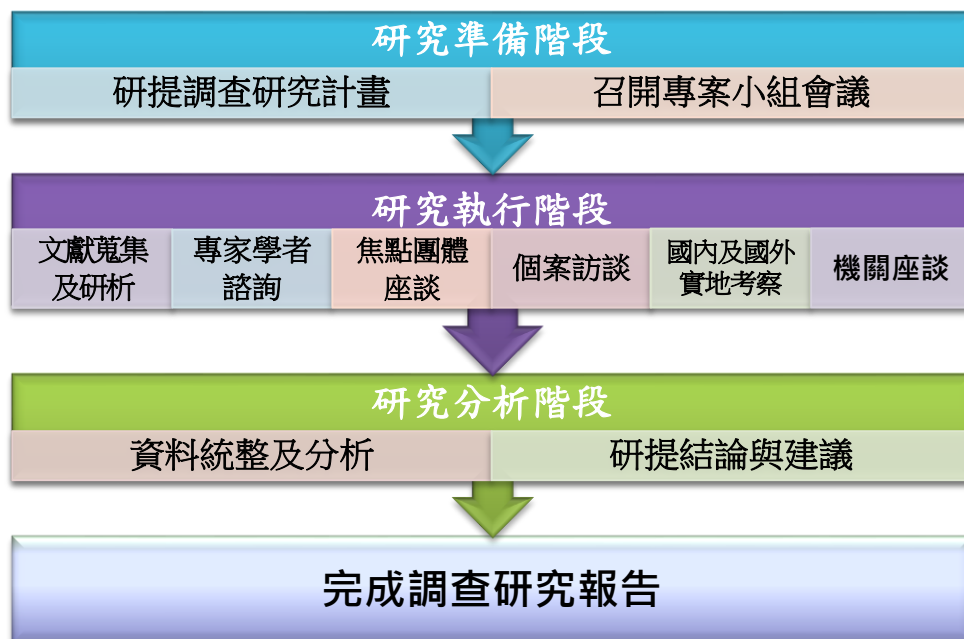 研究準備階段
研提調查研究計畫
召開專案小組會議
研究執行階段
文獻蒐集
及研析
專家學者
諮詢
焦點團體
座談
個案訪談
國內及國外
實地考察
機關座談
研究分析階段
資料統整及分析
研提結論與建議
完成調查研究報告